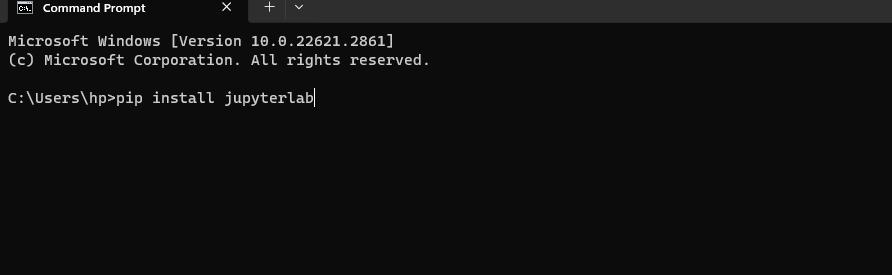 Command Prompt
Microsoft Windows [Version 10.0.22621.2861]
(c) Microsoft Corporation. All rights reserved.
C:\Users\hp>pip install jupyterlab